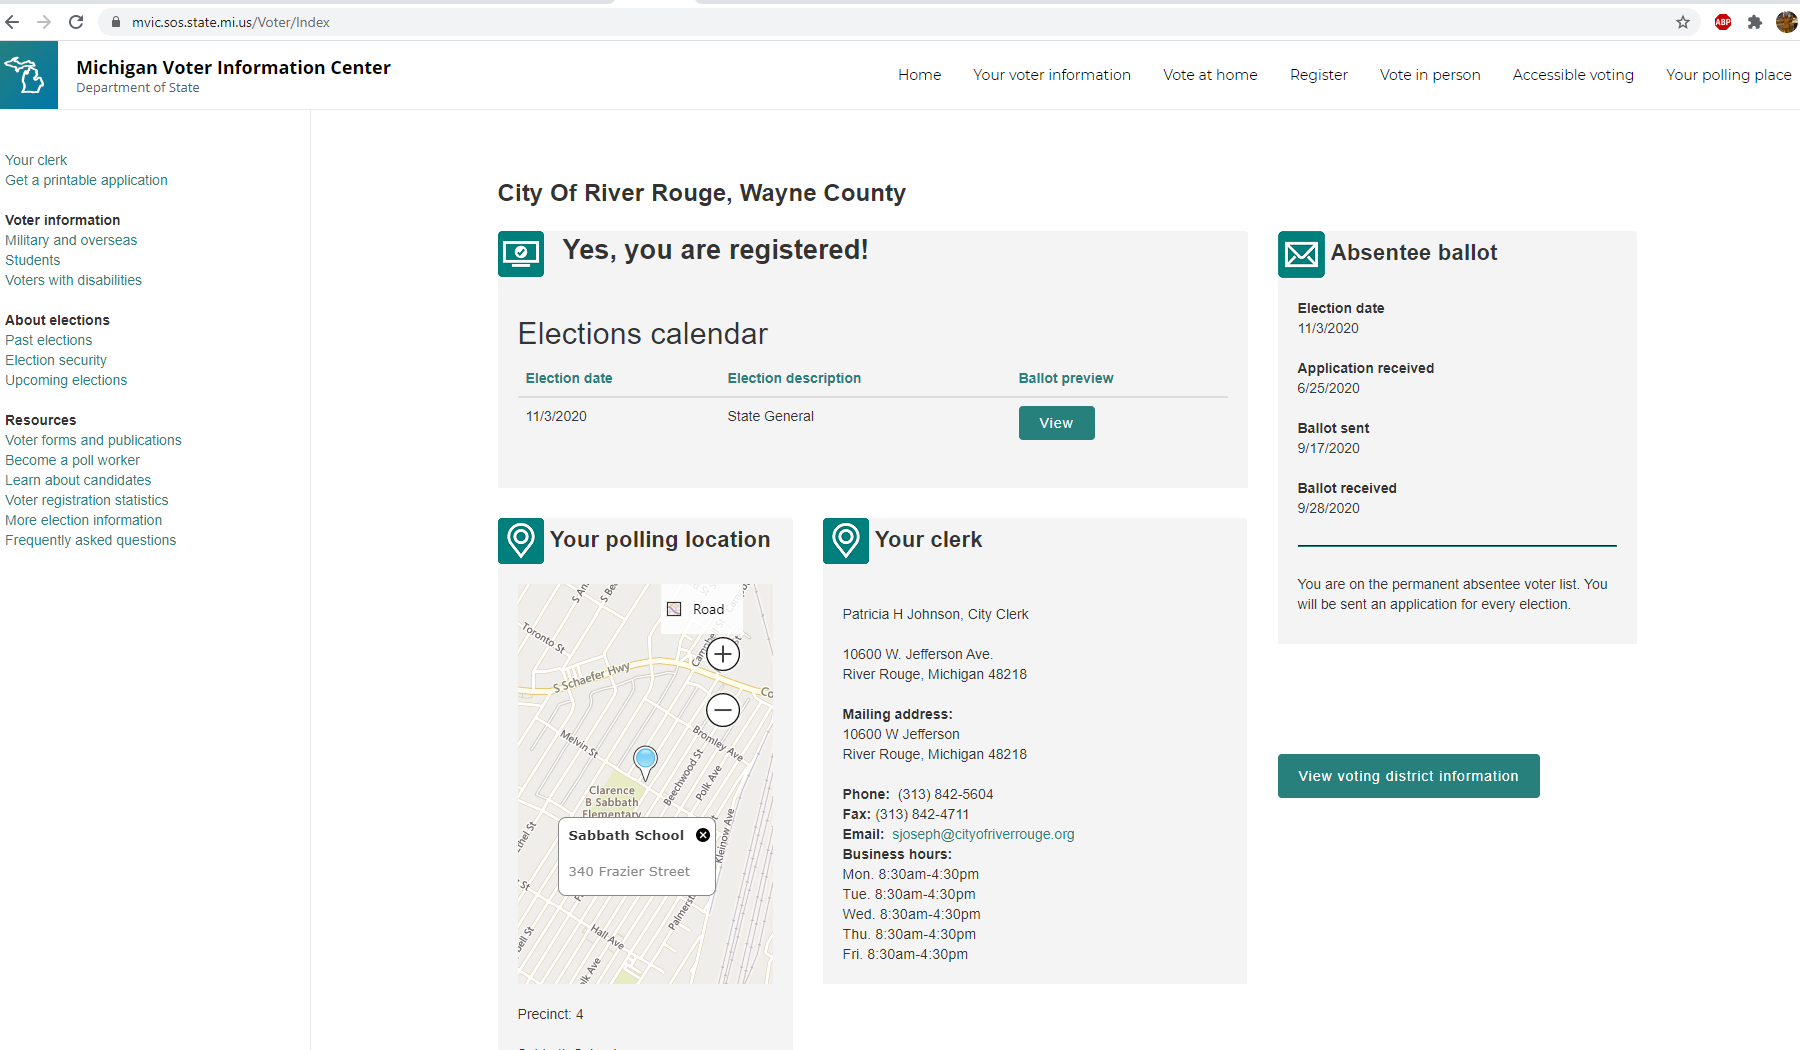 mvic.sos.state.mi.us/Voter/Index
ABP
Michigan Voter Information Center
Department of State
Home
Your voter information
Vote at home
Register
Vote in person
Accessible voting
Your polling place
Your clerk
Get a printable application
Voter information
Military and overseas
Students
Voters with disabilities
About elections
Past elections
Election security
Upcoming elections
Resources
Voter forms and publications
Become a poll worker
Learn about candidates
Voter registration statistics
More election information
Frequently asked questions
City Of River Rouge, Wayne County
Yes, you are registered!
Elections calendar
Election date Election description Ballot preview
11/3/2020 State General View
Absentee ballot
Election date
11/3/2020
Application received
6/25/2020
Ballot sent
9/17/2020
Ballot received
9/28/2020
You are on the permanent absentee voter list. You
will be sent an application for every election.
View voting district information
Your polling location
Road
Toronto St
S Schaefer Hwy
Melvin St
Bromley Ave
Beechwood St
Polk Ave
Kleinow Ave
Clarence
B Sabbath
Elementary
Sabbath School
340 Frazier Street
Hall Ave
Precinct: 4
Your clerk
Patricia H Johnson, City Clerk
10600 W. Jefferson Ave.
River Rouge, Michigan 48218
Mailing address:
10600 W Jefferson
River Rouge, Michigan 48218
Phone: (313) 842-5604
Fax: (313) 842-4711
Email: sjoseph@cityofriverrouge.org
Business hours:
Mon. 8:30am-4:30pm
Tue. 8:30am-4:30pm
Wed. 8:30am-4:30pm
Thu. 8:30am-4:30pm
Fri. 8:30am-4:30pm